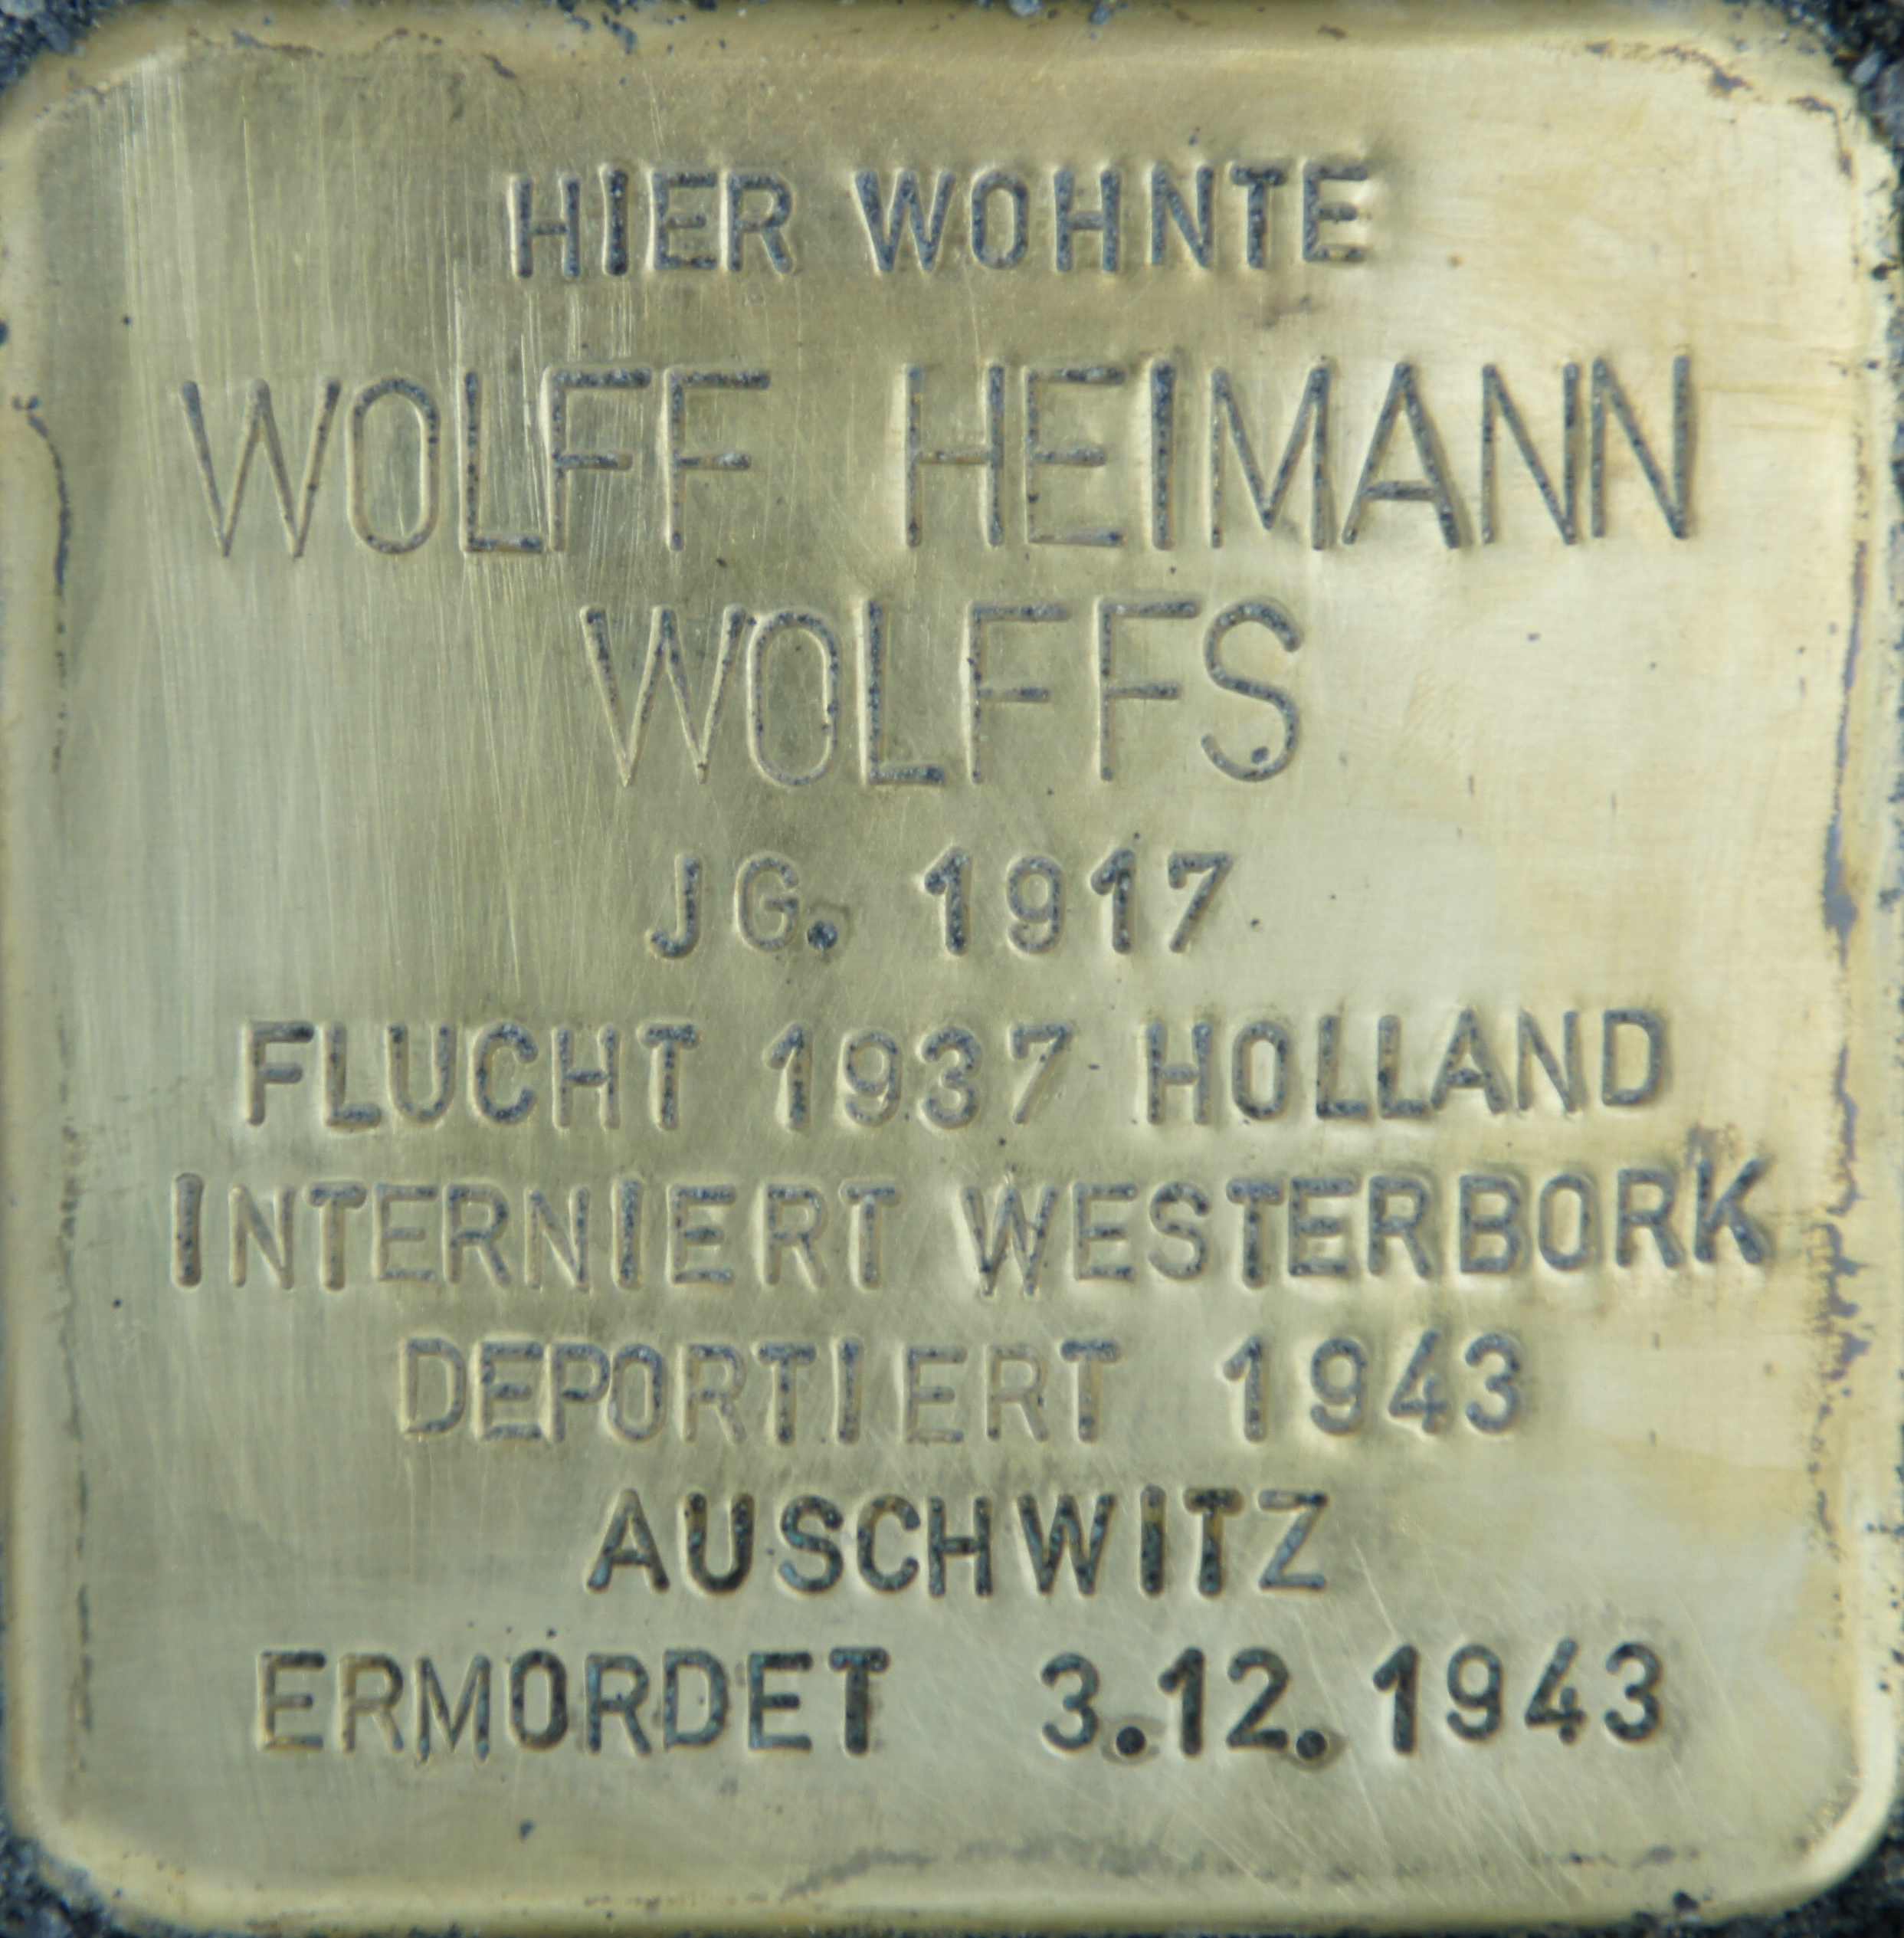 HIER WOHNTE
WOLFF HEIMANN
WOLFFS
JG. 1917
FLUCHT 1937 HOLLAND
INTERNIERT WESTERBORK
DEPORTIERT 1943
AUSCHWITZ
ERMORDET 3.12.1943